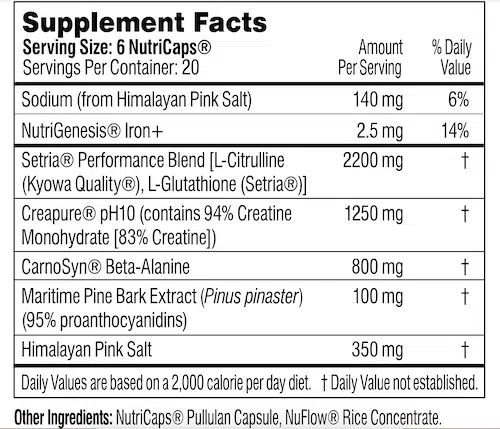 Supplement Facts
Serving Size: 6 NutriCaps®
Servings Per Container: 20
Amount Per Serving
% Daily Value
Sodium (from Himalayan Pink Salt) 140 mg 6%
NutriGenesis® Iron+ 2.5 mg 14%
Setria® Performance Blend [L-Citrulline 2200 mg †
(Kyowa Quality®), L-Glutathione (Setria®)]
Creapure® pH10 (contains 94% Creatine 1250 mg †
Monohydrate [83% Creatine])
CarnoSyn® Beta-Alanine 800 mg †
Maritime Pine Bark Extract (Pinus pinaster) 100 mg †
(95% proanthocyanidins)
Himalayan Pink Salt 350 mg †
Daily Values are based on a 2,000 calorie per day diet. † Daily Value not established.
Other Ingredients: NutriCaps® Pullulan Capsule, NuFlow® Rice Concentrate.